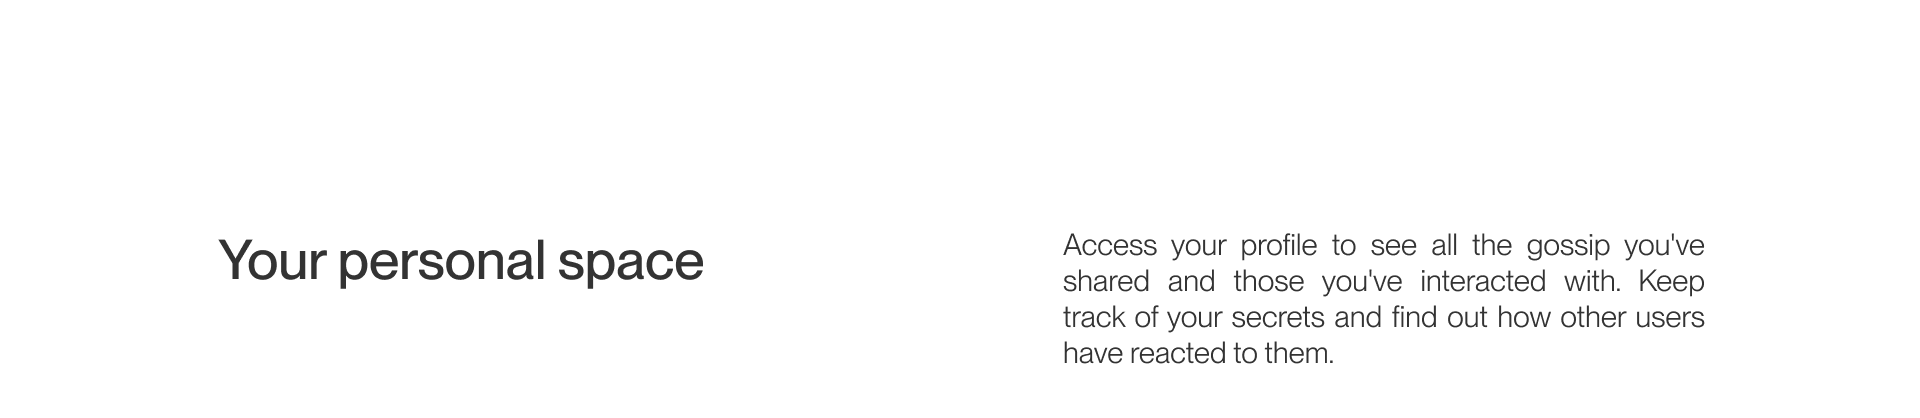 Your personal space
Access your profile to see all the gossip you've
shared and those you've interacted with. Keep
track of your secrets and find out how other users
have reacted to them.